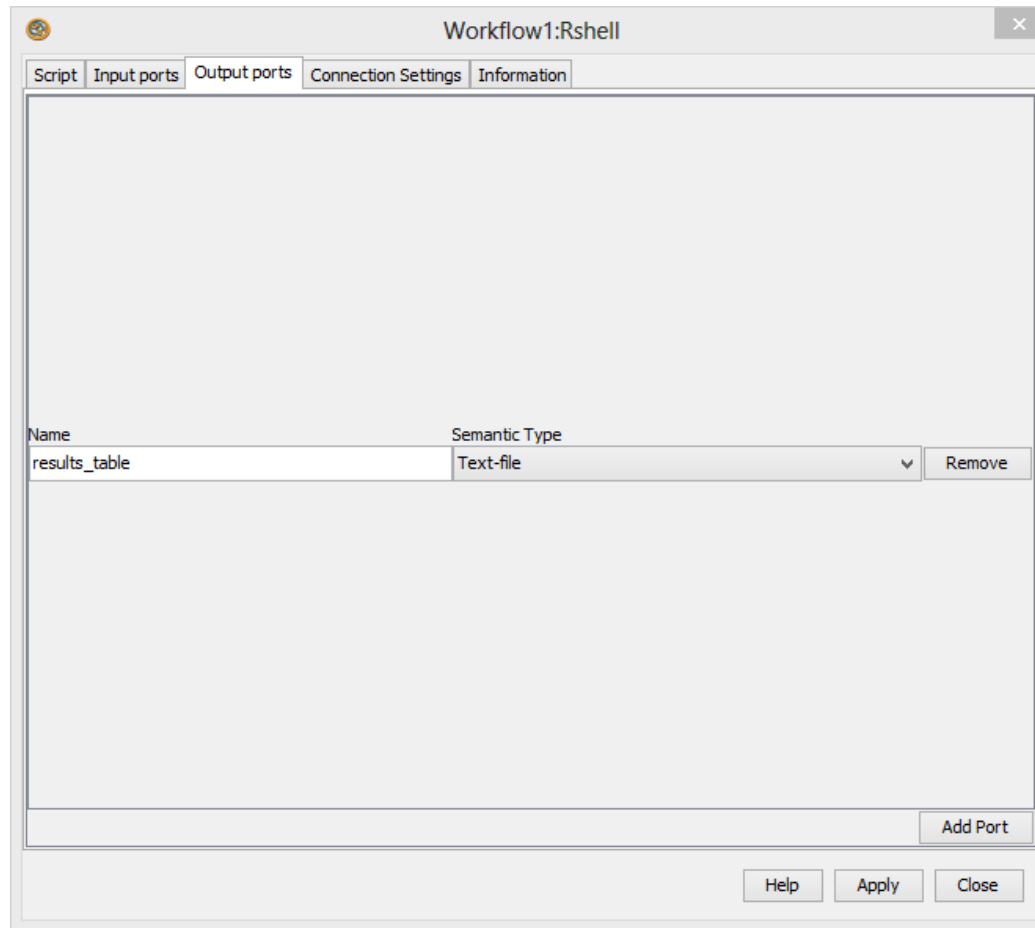 Workflow1:Rshell
Script Input ports Output ports Connection Settings Information
Name Semantic Type
results_table Text-file Remove
Add Port
Help Apply Close